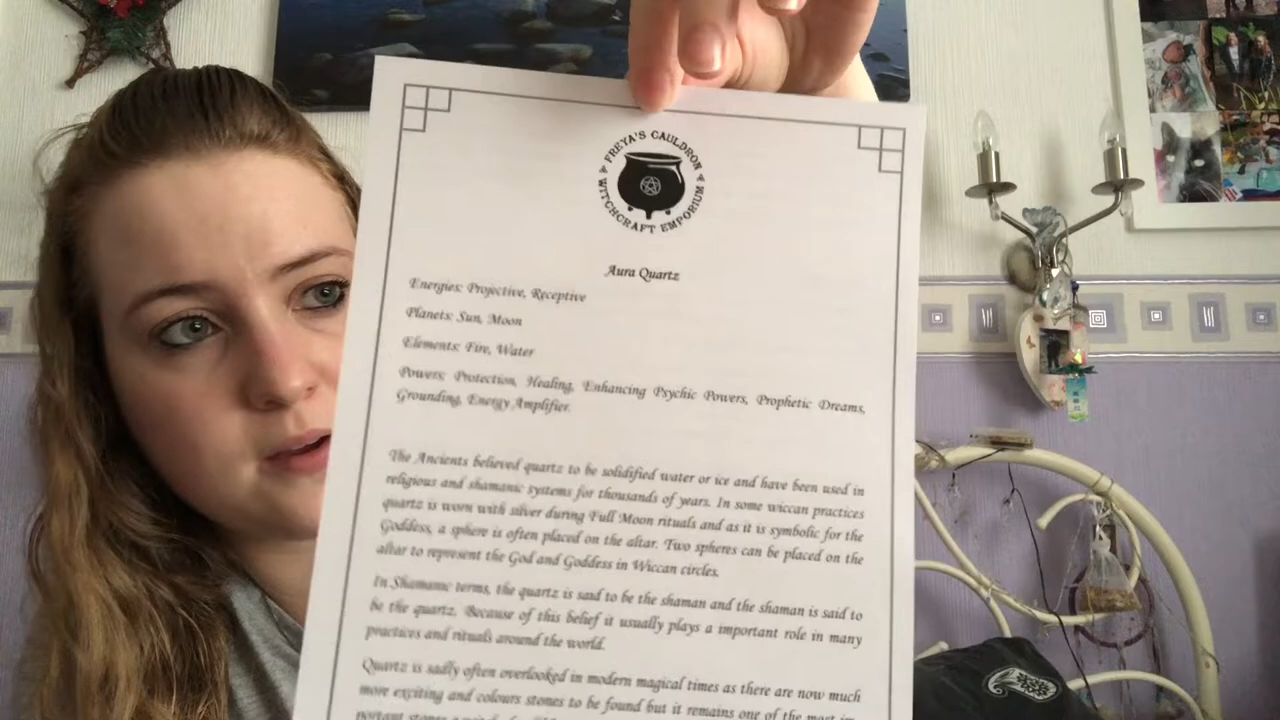 FREYA'S CAULDRON
WITCHCRAFT EMPORIUM
Aura Quartz
Energies: Projective, Receptive
Planets: Sun, Moon
Elements: Fire, Water
Powers: Protection, Healing, Enhancing Psychic Powers, Prophetic Dreams,
Grounding, Energy Amplifier.
The Ancients believed quartz to be solidified water or ice and have been used in
religious and shamanic systems for thousands of years. In some wiccan practices
quartz is worn with silver during Full Moon rituals and as it is symbolic for the
Goddess, a sphere is often placed on the altar. Two spheres can be placed on the
altar to represent the God and Goddess in Wiccan circles.
In Shamanic terms, the quartz is said to be the shaman and the shaman is said to
be the quartz. Because of this belief it usually plays a important role in many
practices and rituals around the world.
Quartz is sadly often overlooked in modern magical times as there are now much
more exciting and colours stones to be found but it remains one of the most im-
portant stones